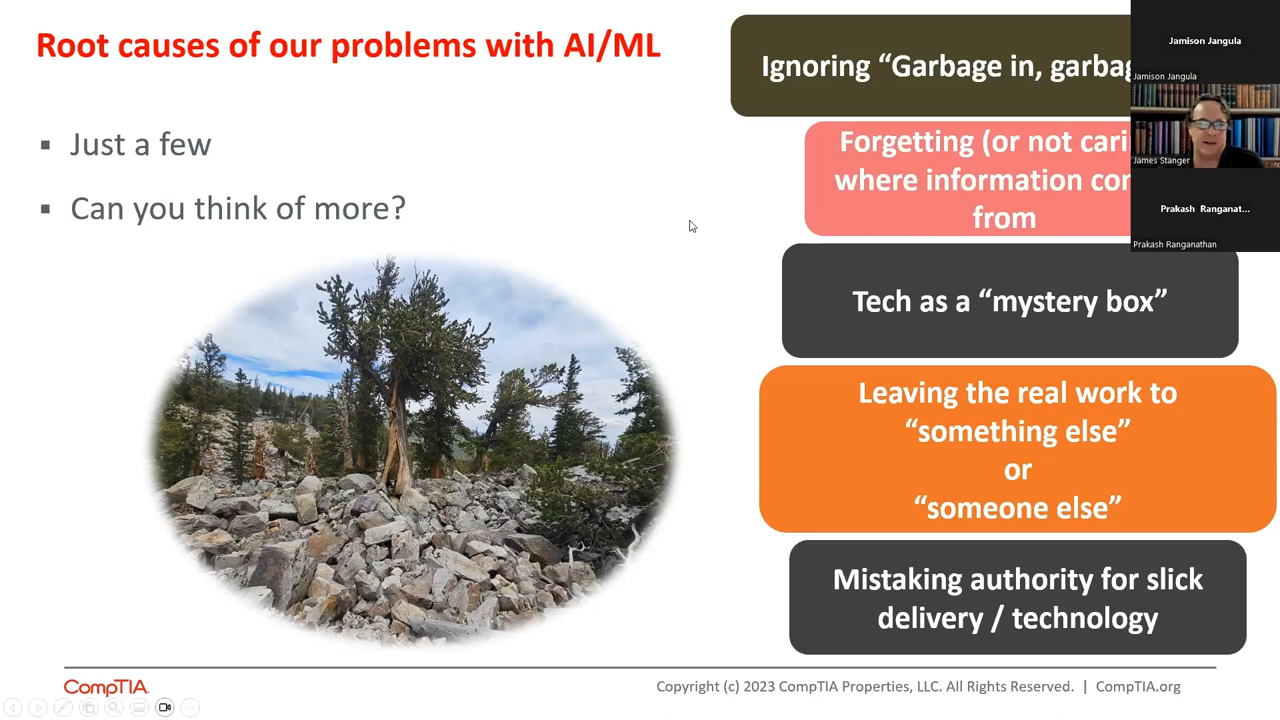 Root causes of our problems with AI/ML
Just a few
Can you think of more?
Ignoring “Garbage in,
Forgetting (or not
where information
from
Tech as a “mystery box”
Leaving the real work to
“something else”
or
“someone else”
Mistaking authority for slick
delivery / technology
Jamison Jangula
Jamison Jangula
James Stanger
Prakash Ranganat...
Prakash Ranganathan
CompTIA.
Copyright (c) 2023 CompTIA Properties, LLC. All Rights Reserved. | CompTIA.org